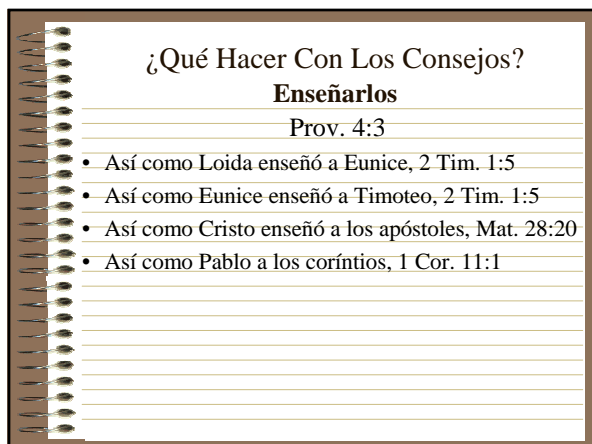 ¿Qué Hacer Con Los Consejos?
Enseñarlos
Prov. 4:3
• Así como Loida enseñó a Eunice, 2 Tim. 1:5
• Así como Eunice enseñó a Timoteo, 2 Tim. 1:5
• Así como Cristo enseñó a los apóstoles, Mat. 28:20
• Así como Pablo a los coríntios, 1 Cor. 11:1